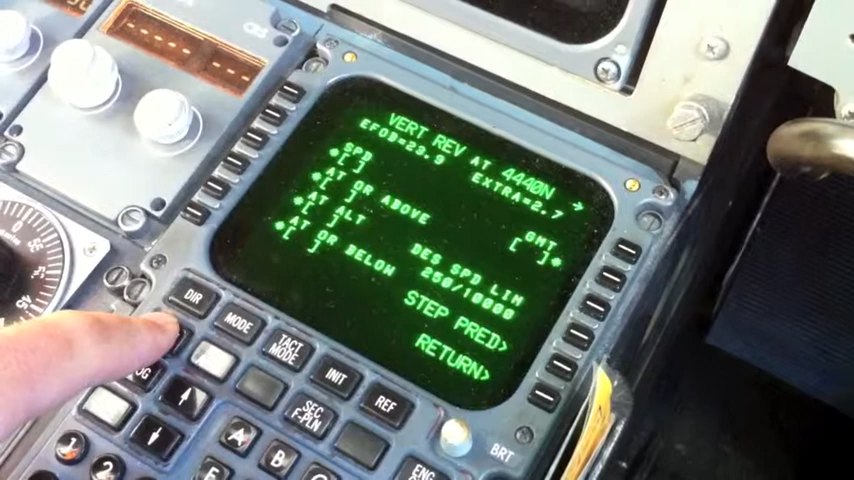 VERT REV AT 4440N →
EFOB=23.9 EXTRA=2.7
SPD
*[ ]
AT OR ABOVE
*[ ]
AT ALT GMT
*[ ] [ ]*
AT OR BELOW DES SPD LIM
*[ ] 250/10000
STEP PRED>
RETURN>
DIR
MODE
TACT
MODE
INIT
REF
SEC
F-PLN
BRT
↑
↓
A
B
1
2
ENG
0